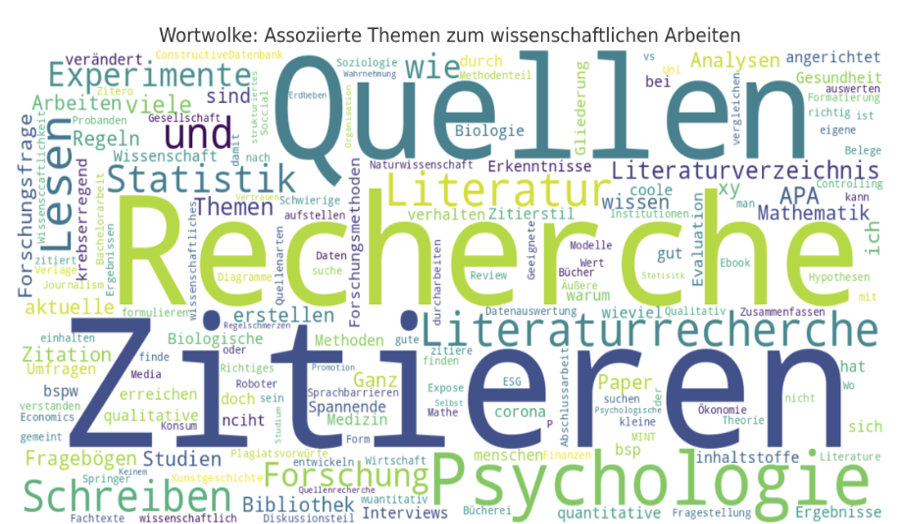 Wortwolke: Assoziierte Themen zum wissenschaftlichen Arbeiten
verändert
ConstructiveDatenbank
Experimente
Zitero
Arbeiten
viele
sind
Probanden
Gesellschaft
Regeln
und
Wissenschaft
damit
nach
strukturiertes
Soccial
Quellen
Soziologie
Wahrnehmung
Erdbeben
Organisation
wie
durch
Methodenteil
Biologie
Gliederung
vs
Uni
bei
Analysen
angerichtet
Gesundheit
auswerten
Formatierung
vergleichen
richtig
ist
eigene
Belege
Forschungsfrage
Lesen
krebserregend
Bachelorarbeit
Ergebnissen
Statistik
Naturwissenschaft
Erkenntnisse
Literaturverzeichnis
Literatur
Themen
Vertrauen
Schwierige
aufstellen
Forschungsmethoden
verhalten
Zitierstil
coole
wissen
Institutionen
xy
man
APA
Controlling
kann
Mathematik
ich
zitiert
Verlage
Journalism
Recherche
wissenschaftliches
Diagramme
Quellenarten
Daten
suche
durcharbeiten
Review
Geeignete
Modelle
Wert
Bücher
Äußere
warum
gut
Statisitk
Evaluation
Ebook
Hypothesen
mit
aktuelle
formulieren
erstellen
Regelschmerzen
Datenauswertung
wieviel
Qualitativ
Zusammenfassen
Literaturrecherche
einhalten
Zitation
Umfragen
bspw
verstanden
Economics
gemeint
Zitieren
Biologische
finde
oder
Methoden
gute
zitiere
finden
Media
Richtiges
Promotion
erreichen
Roboter
Sprachbarrieren
Ganz
doch
sein
Spannende
qualitative
Konsum
nciht
Studium
Medizin
Form
Expose
Selbst
Mathe
ESG
corona
P
Abschlussarbeit
Paper
suchen
der
Psychologische
kleine
MINT
bsp
Ökonomie
Theorie
hat
Wo
nicht
sich
Fragebögen
Studien
Plagiatsvorwürfe
entwickeln
Wirtschaft
menschen
Finanzen
inhaltstoffe
Literature
Springer
Keinem
Kunstgeschichte
Forschung
Psychologie
Schreiben
Quellenrecherche
Bibliothek
wuantitativ
Interviews
Bücherei
quantitative
Fragestellung
Ergebnisse
Fachtexte
wissenschaftlich
Diskussionsteil